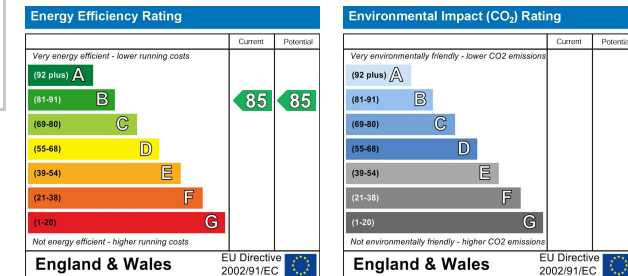 Energy Efficiency Rating
Current Potential
Very energy efficient - lower running costs
(92 plus) A
(81-91) B 85 85
(69-80) C
(55-68) D
(39-54) E
(21-38) F
(1-20) G
Not energy efficient - higher running costs
England & Wales
EU Directive
2002/91/EC
Environmental Impact (CO₂) Rating
Current Potentia
Very environmentally friendly - lower CO2 emissions
(92 plus) A
(81-91) B
(69-80) C
(55-68) D
(39-54) E
(21-38) F
(1-20) G
Not environmentally friendly - higher CO2 emissions
England & Wales
EU Directive
2002/91/EC